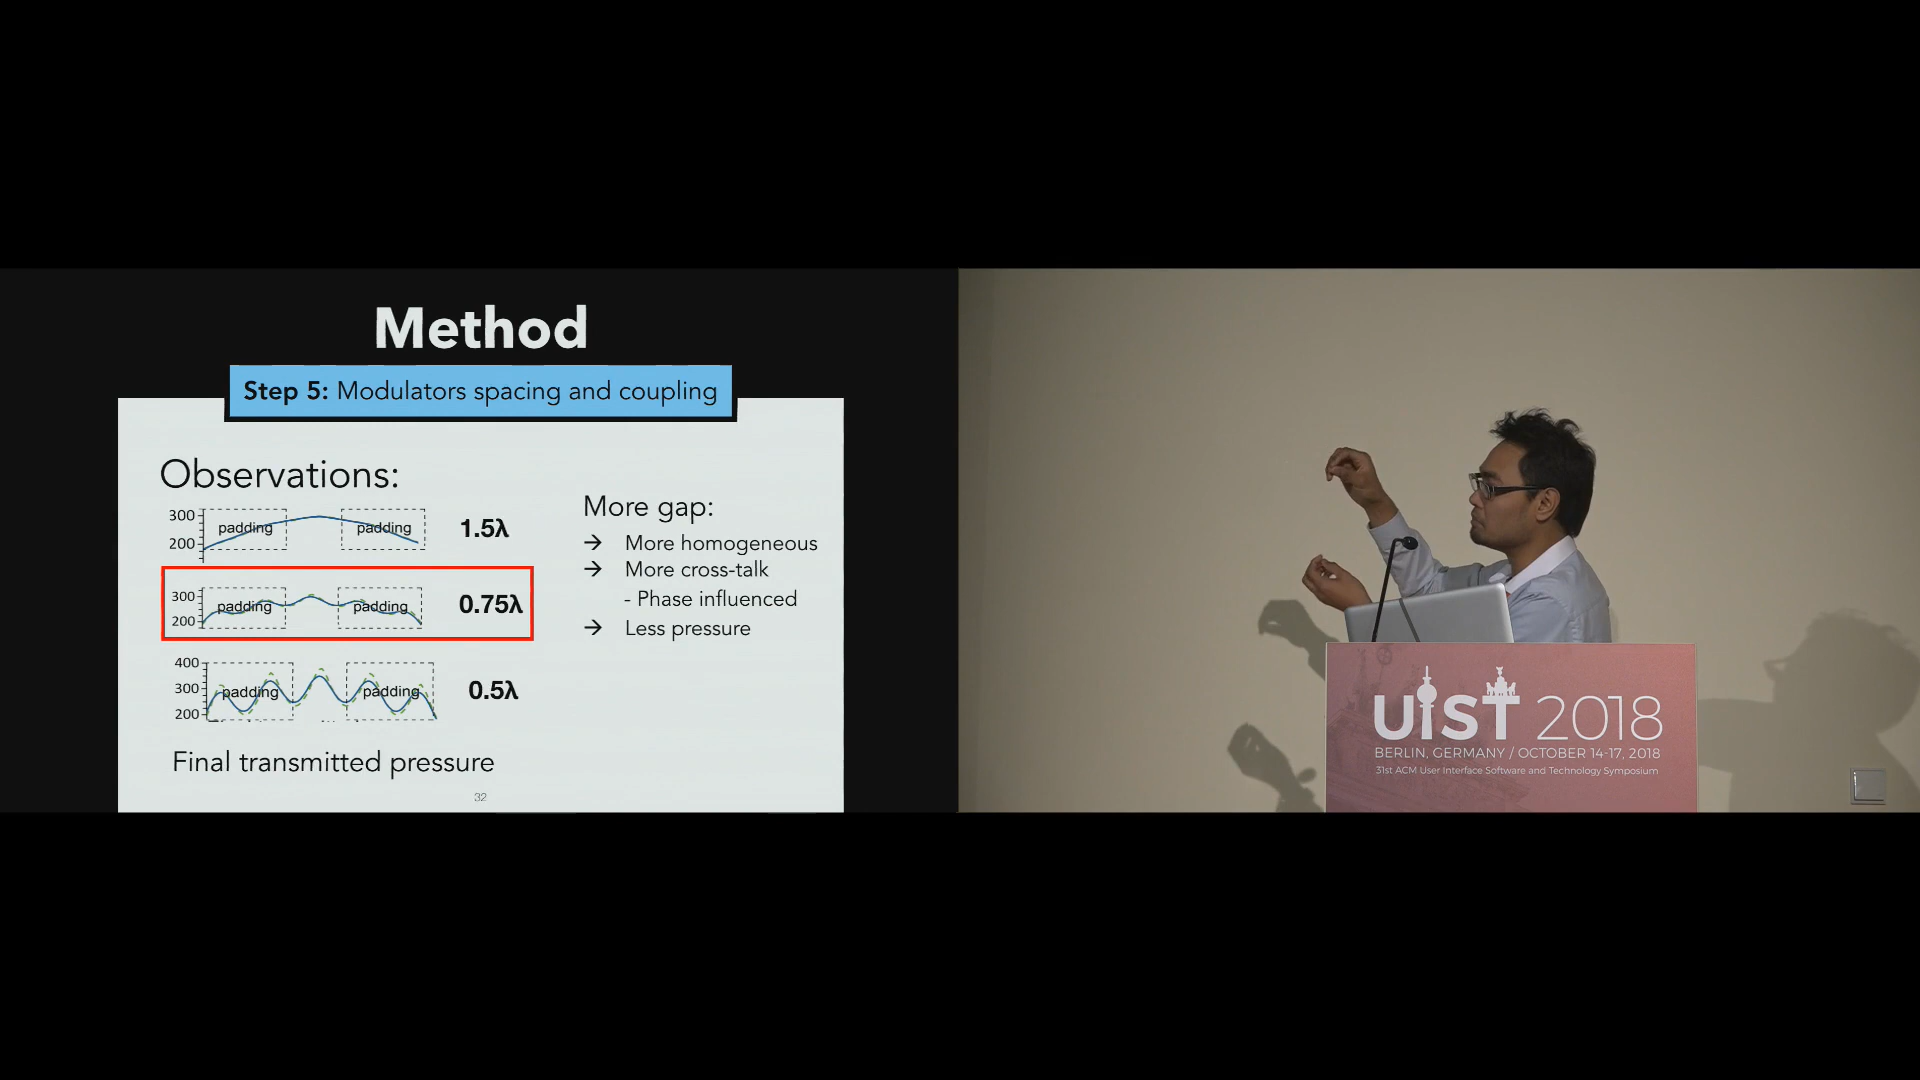 Method
Step 5: Modulators spacing and coupling
Observations:
300
200
padding
padding
1.5λ
300
200
padding
padding
0.75λ
400
300
200
padding
padding
0.5λ
Final transmitted pressure
More gap:
→ More homogeneous
→ More cross-talk
- Phase influenced
→ Less pressure
32
UIST 2018
BERLIN, GERMANY / OCTOBER 14-17, 2018
31st ACM User Interface Software and Technology Symposium